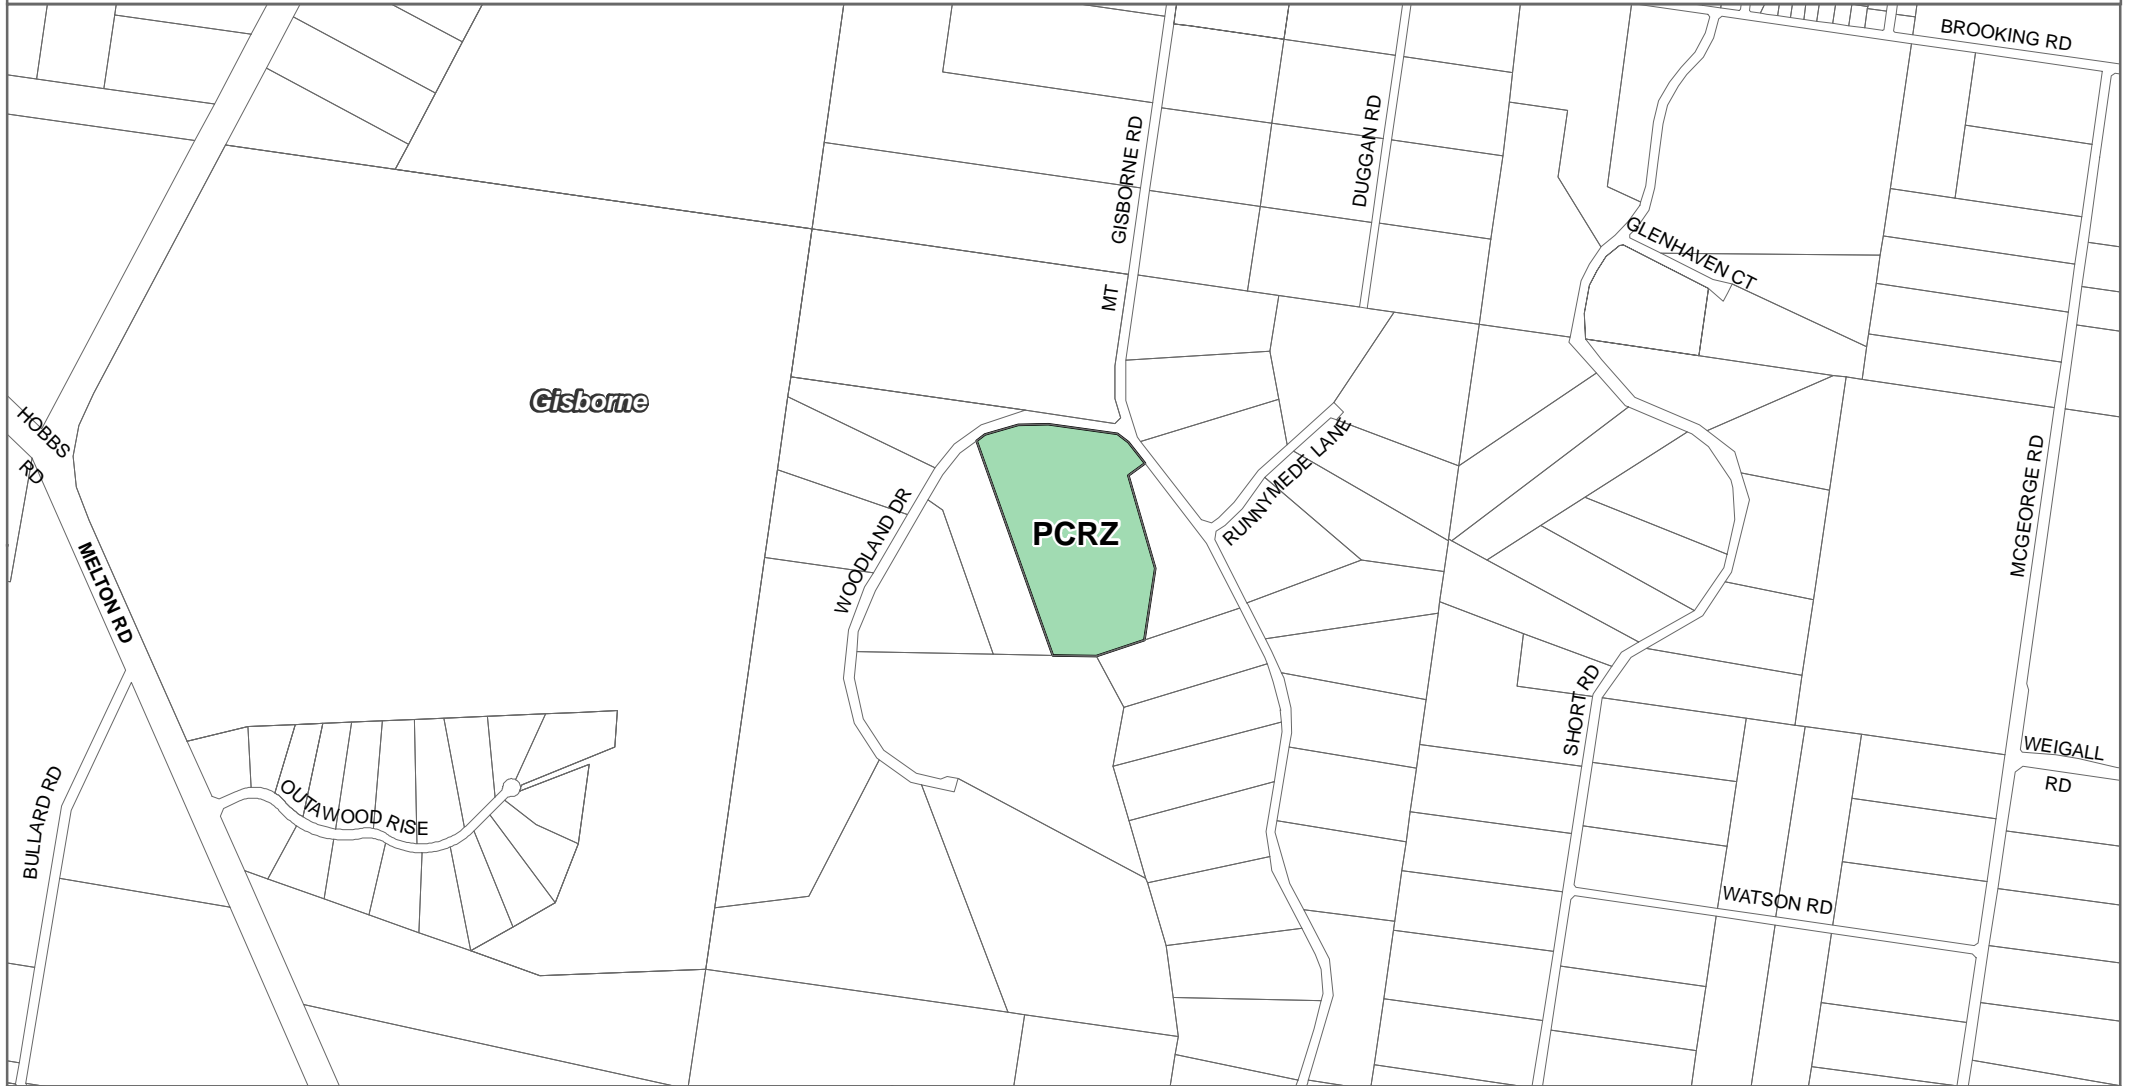 BROOKING RD
GISBORNE RD
DUGGAN RD
GLENHAVEN CT
MT
Gisborne
HOBBS
RD
RUNNYMEDE LANE
MCGEORGE RD
WOODLAND DR
PCRZ
MELTON RD
SHORT RD
WEIGALL
RD
BULLARD RD
OUTAWOOD RISE
WATSON RD